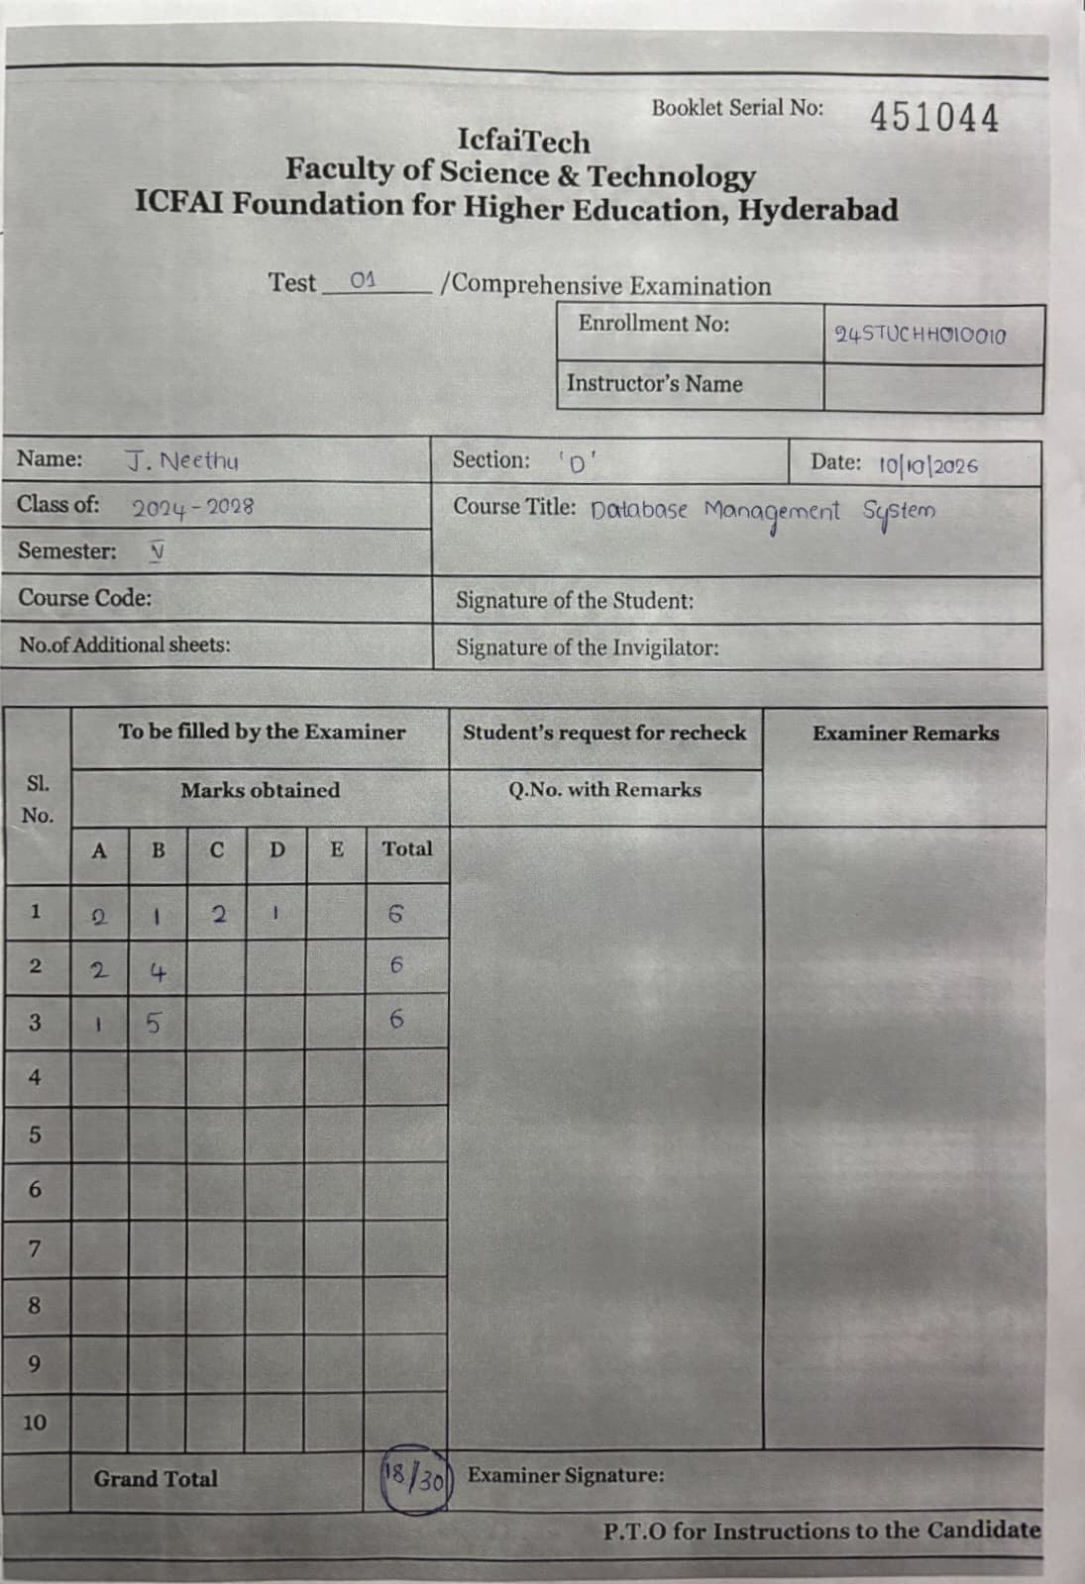 Booklet Serial No: 451044
IcfaiTech
Faculty of Science & Technology
ICFAI Foundation for Higher Education, Hyderabad
Test 01 /Comprehensive Examination
Enrollment No: 24STUCHH010010
Instructor's Name
Name: J. Neethu Section: 'D' Date: 10/10/2026
Class of: 2024-2028 Course Title: Database Management System
Semester: V
Course Code: Signature of the Student:
No.of Additional sheets: Signature of the Invigilator:
Sl. No. To be filled by the Examiner Student's request for recheck Examiner Remarks
Marks obtained Q.No. with Remarks
A B C D E Total
1 2 1 2 1 6
2 2 4 6
3 1 5 6
4
5
6
7
8
9
10
Grand Total 18/30 Examiner Signature:
P.T.O for Instructions to the Candidate